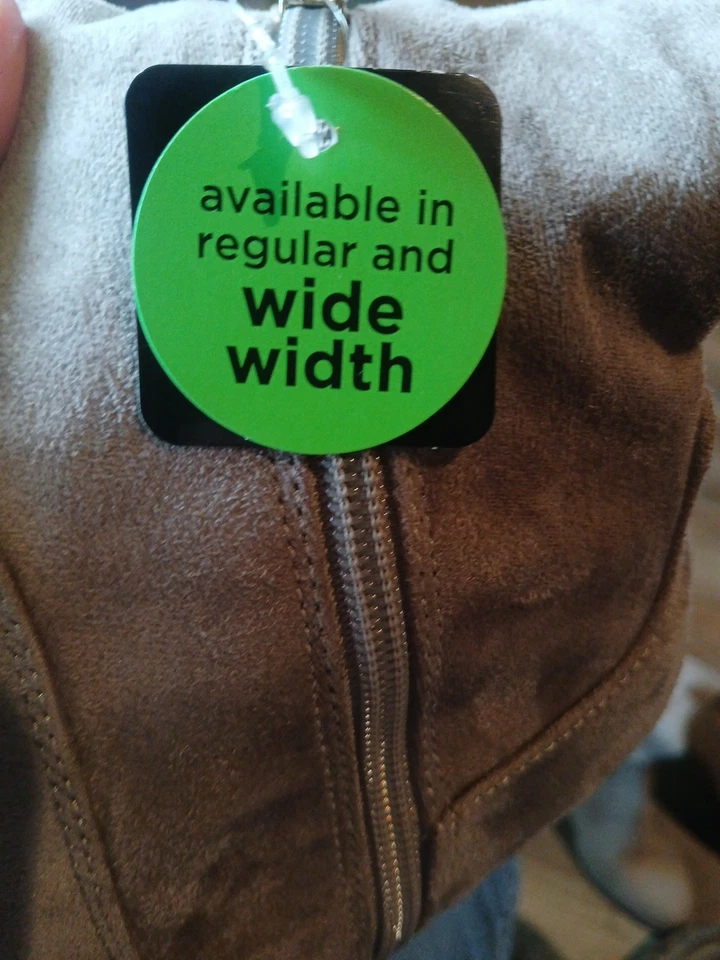 available in
regular and
wide
width